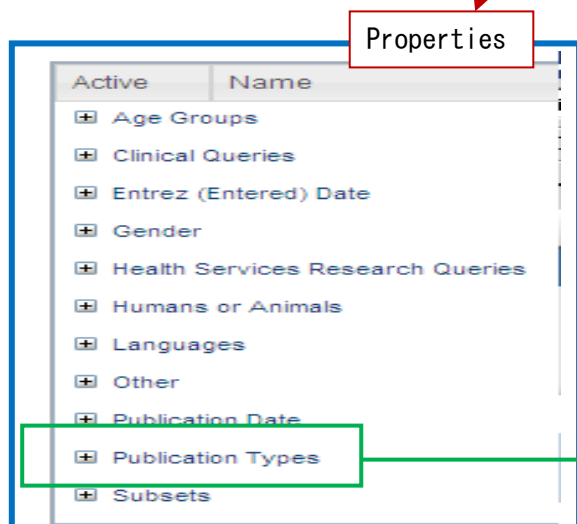 Properties
Active Name
Age Groups
Clinical Queries
Entrez (Entered) Date
Gender
Health Services Research Queries
Humans or Animals
Languages
Other
Publication Date
Publication Types
Subsets